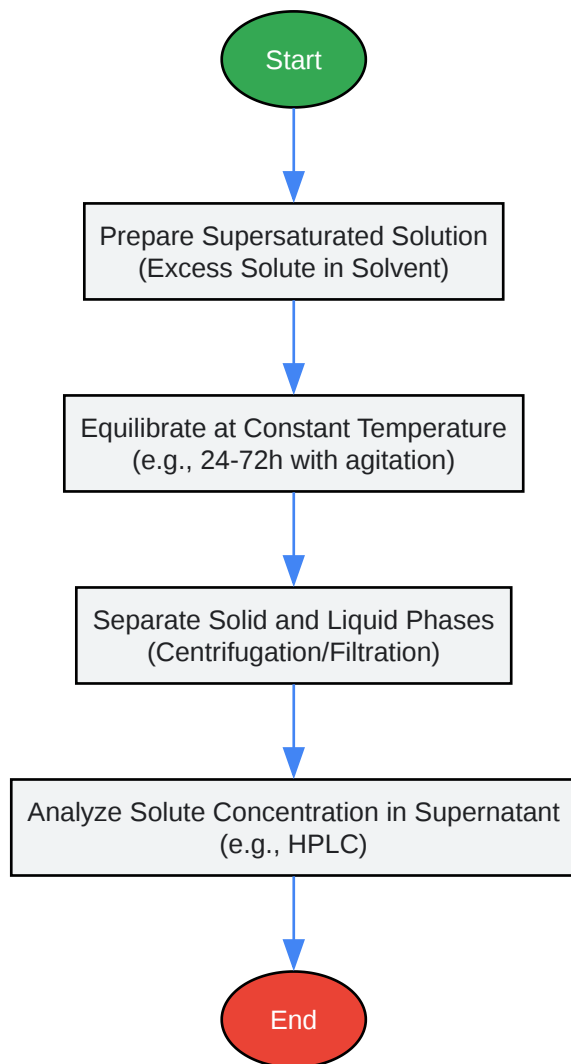 Start
Prepare Supersaturated Solution
(Excess Solute in Solvent)
Equilibrate at Constant Temperature
(e.g., 24-72h with agitation)
Separate Solid and Liquid Phases
(Centrifugation/Filtration)
Analyze Solute Concentration in Supernatant
(e.g., HPLC)
End